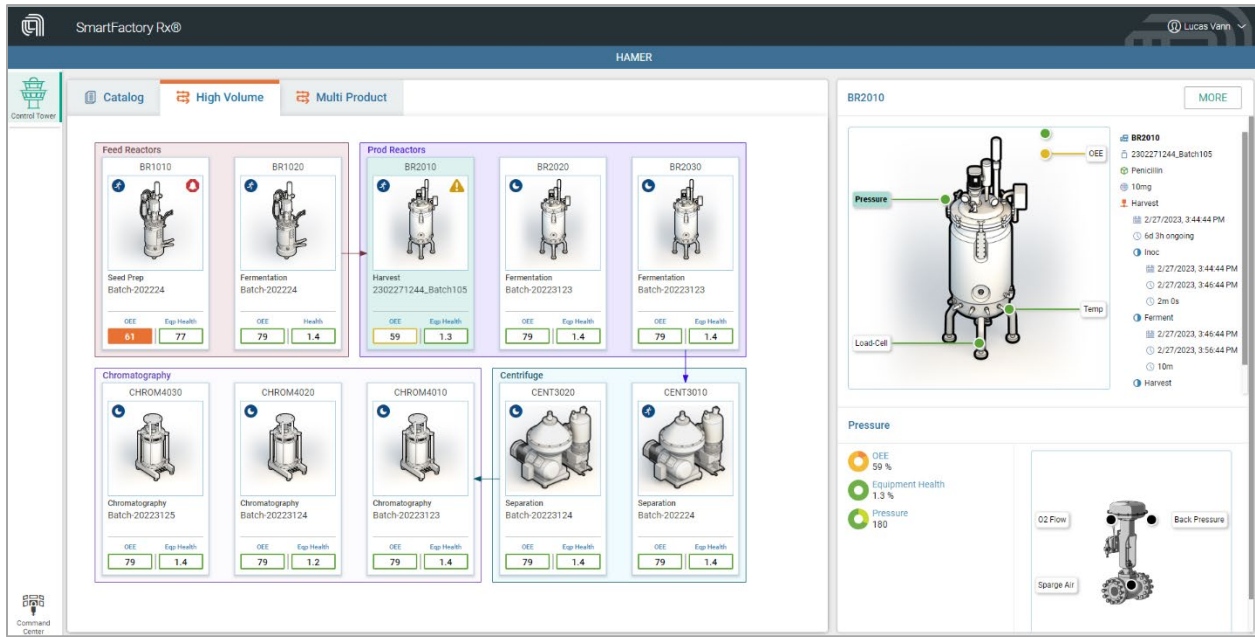 SmartFactory Rx®
Lucas Vann
HAMER
Control Tower
Catalog
High Volume
Multi Product
Feed Reactors
BR1010
Seed Prep
Batch-202224
OEE
Eqp Health
61
77
BR1020
Fermentation
Batch-202224
OEE
Health
79
1.4
Prod Reactors
BR2010
Harvest
2302271244_Batch105
OEE
Eqp Health
59
1.3
BR2020
Fermentation
Batch-20223123
OEE
Eqp Health
79
1.4
BR2030
Fermentation
Batch-20223123
OEE
Eqp Health
79
1.4
Chromatography
CHROM4030
Chromatography
Batch-20223125
OEE
Eqp Health
79
1.4
CHROM4020
Chromatography
Batch-20223124
OEE
Eqp Health
79
1.2
CHROM4010
Chromatography
Batch-20223123
OEE
Eqp Health
79
1.4
Centrifuge
CENT3020
Separation
Batch-20223124
OEE
Eqp Health
79
1.4
CENT3010
Separation
Batch-202224
OEE
Eqp Health
79
1.4
Command
Center
BR2010
MORE
OEE
Pressure
Temp
Load-Cell
BR2010
2302271244_Batch105
Penicillin
10mg
Harvest
2/27/2023, 3:44:44 PM
6d 3h ongoing
Inoc
2/27/2023, 3:44:44 PM
2/27/2023, 3:46:44 PM
2m 0s
Ferment
2/27/2023, 3:46:44 PM
2/27/2023, 3:56:44 PM
10m
Harvest
Pressure
OEE
59 %
Equipment Health
1.3 %
Pressure
180
O2 Flow
Back Pressure
Sparge Air